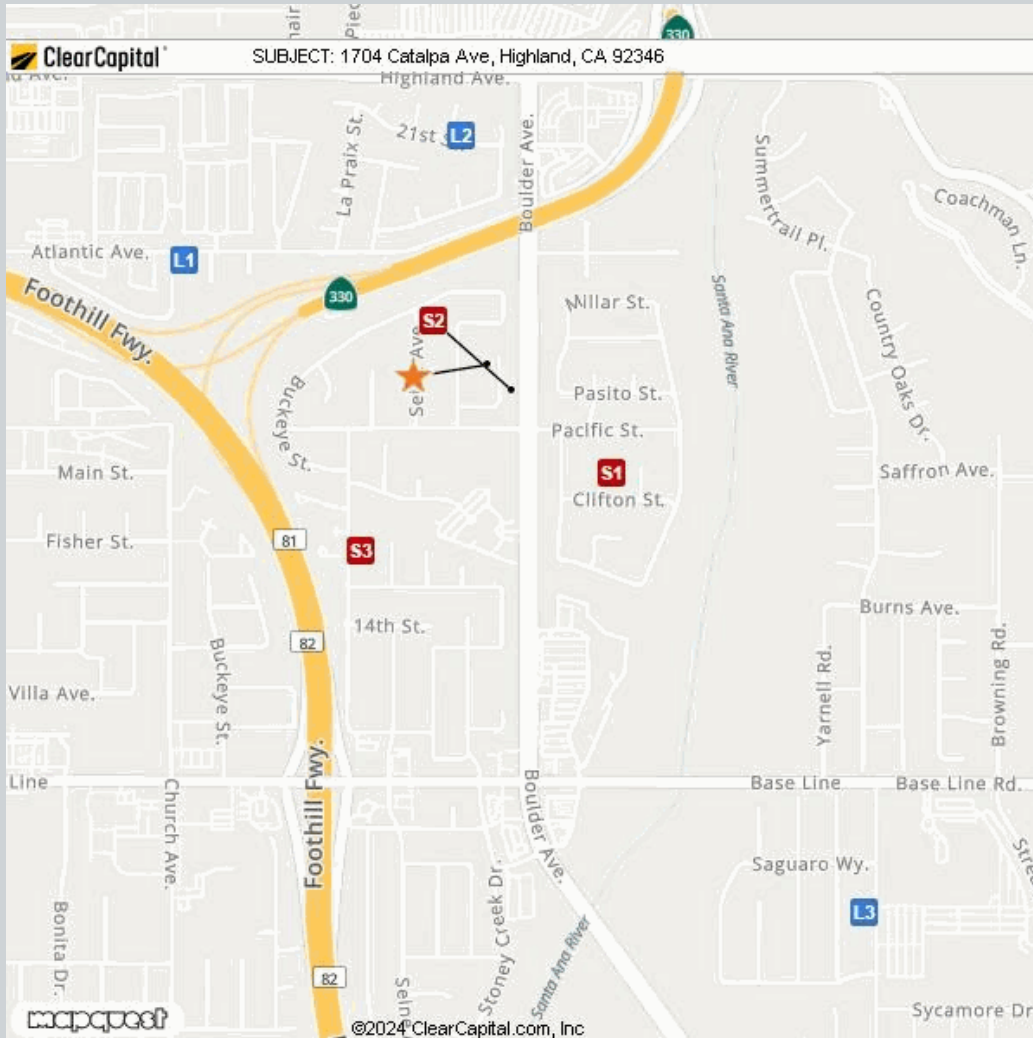 330
ClearCapital
SUBJECT: 1704 Catalpa Ave, Highland, CA 92346
Highland Ave.
21st
L2
La Praix St.
Boulder Ave.
Summertrail Pl.
Coachman Ln.
Atlantic Ave.
L1
Foothill Fwy.
330
S2
Millar St.
Santa Ana River
Country Oaks Dr.
Buckeye St.
Pasito St.
Pacific St.
Main St.
S1
Saffron Ave.
Clifton St.
Fisher St.
81
S3
14th St.
82
Burns Ave.
Buckeye St.
Yarnell Rd.
Browning Rd.
Villa Ave.
Foothill Fwy.
Line
Base Line
Base Line Rd.
Church Ave.
Boulder Ave.
Saguaro Wy.
L3
Bonita Dr.
Stoney Creek Dr.
Santa Ana River
82
Sycamore Dr
mapquest
©2024 ClearCapital.com, Inc